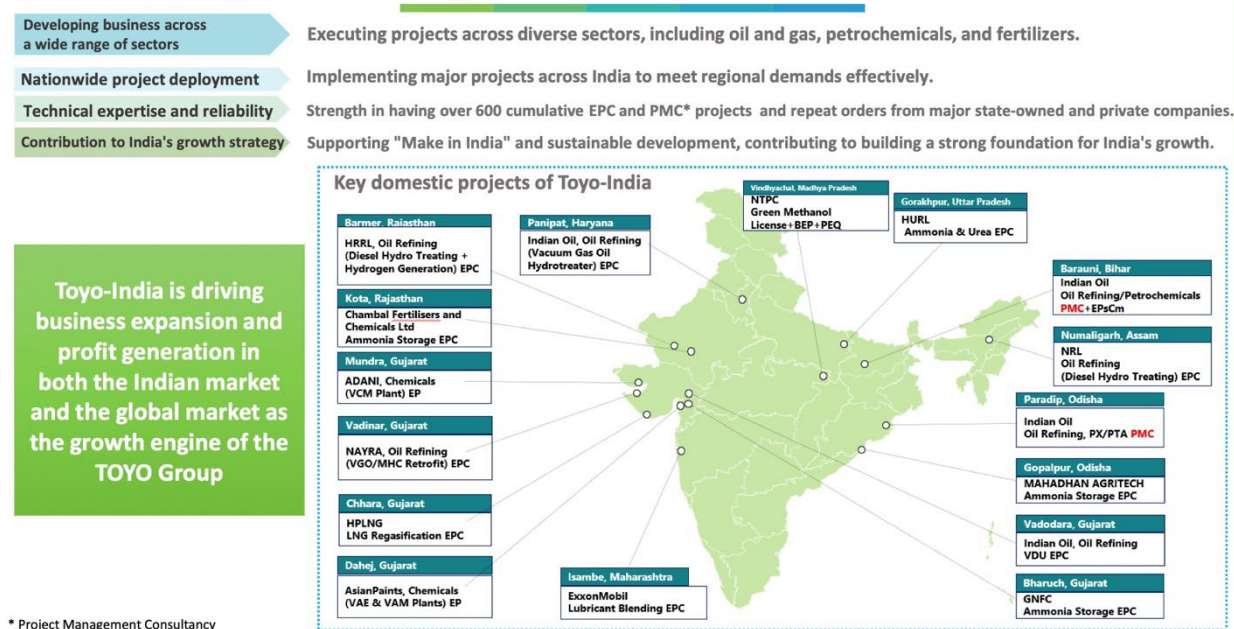 Developing business across
a wide range of sectors
Executing projects across diverse sectors, including oil and gas, petrochemicals, and fertilizers.
Nationwide project deployment
Implementing major projects across India to meet regional demands effectively.
Technical expertise and reliability
Strength in having over 600 cumulative EPC and PMC* projects and repeat orders from major state-owned and private companies.
Contribution to India's growth strategy
Supporting "Make in India" and sustainable development, contributing to building a strong foundation for India's growth.
Toyo-India is driving
business expansion and
profit generation in
both the Indian market
and the global market as
the growth engine of the
TOYO Group
Key domestic projects of Toyo-India
Barmer, Rajasthan
HRRL, Oil Refining
(Diesel Hydro Treating +
Hydrogen Generation) EPC
Kota, Rajasthan
Chambal Fertilisers and
Chemicals Ltd
Ammonia Storage EPC
Mundra, Gujarat
ADANI, Chemicals
(VCM Plant) EP
Vadinar, Gujarat
NAYRA, Oil Refining
(VGO/MHC Retrofit) EPC
Chhara, Gujarat
HPLNG
LNG Regasification EPC
Dahej, Gujarat
AsianPaints, Chemicals
(VAE & VAM Plants) EP
Panipat, Haryana
Indian Oil, Oil Refining
(Vacuum Gas Oil
Hydrotreater) EPC
Isambe, Maharashtra
ExxonMobil
Lubricant Blending EPC
Vindhyachal, Madhya Pradesh
NTPC
Green Methanol
License+BEP+PEQ
Gorakhpur, Uttar Pradesh
HURL
Ammonia & Urea EPC
Barauni, Bihar
Indian Oil
Oil Refining/Petrochemicals
PMC+EPsCm
Numaligarh, Assam
NRL
Oil Refining
(Diesel Hydro Treating) EPC
Paradip, Odisha
Indian Oil
Oil Refining, PX/PTA PMC
Gopalpur, Odisha
MAHADHAN AGRITECH
Ammonia Storage EPC
Vadodara, Gujarat
Indian Oil, Oil Refining
VDU EPC
Bharuch, Gujarat
GNFC
Ammonia Storage EPC
* Project Management Consultancy